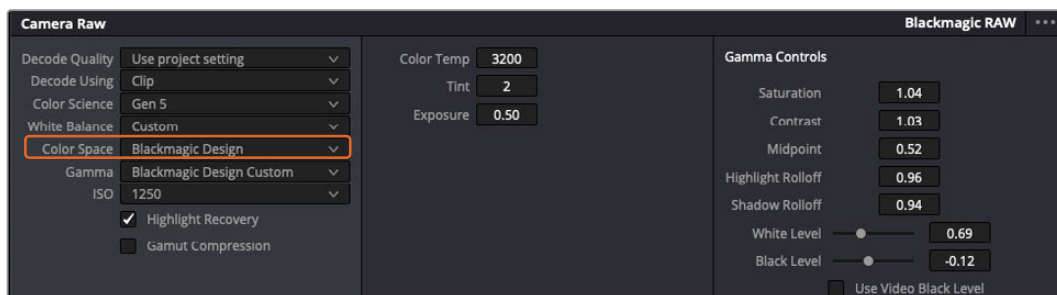 Camera Raw
Blackmagic RAW
Decode Quality Use project setting
Decode Using Clip
Color Science Gen 5
White Balance Custom
Color Space Blackmagic Design
Gamma Blackmagic Design Custom
ISO 1250
Highlight Recovery
Gamut Compression
Color Temp 3200
Tint 2
Exposure 0.50
Gamma Controls
Saturation 1.04
Contrast 1.03
Midpoint 0.52
Highlight Rolloff 0.96
Shadow Rolloff 0.94
White Level 0.69
Black Level -0.12
Use Video Black Level